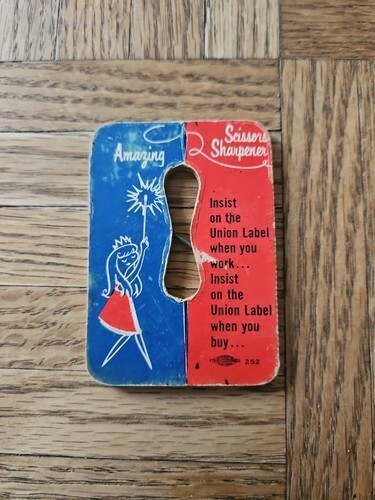 Amazing
Scissors
Sharpener
Insist
on the
Union Label
when you
work...
Insist
on the
Union Label
when you
buy...
252